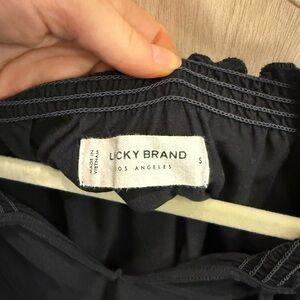 LUCKY BRAND
LOS ANGELES
S
MADE IN
VIETNAM